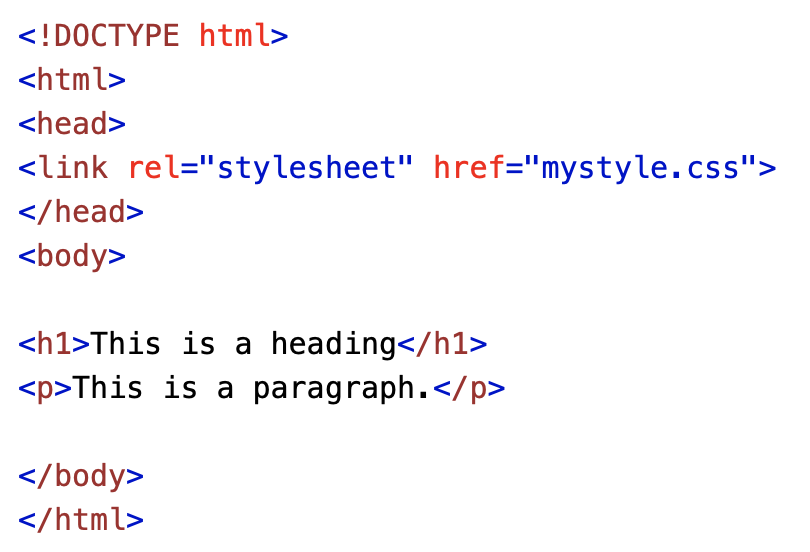 <!DOCTYPE html>
<html>
<head>
<link rel="stylesheet" href="mystyle.css">
</head>
<body>

<h1>This is a heading</h1>
<p>This is a paragraph.</p>

</body>
</html>